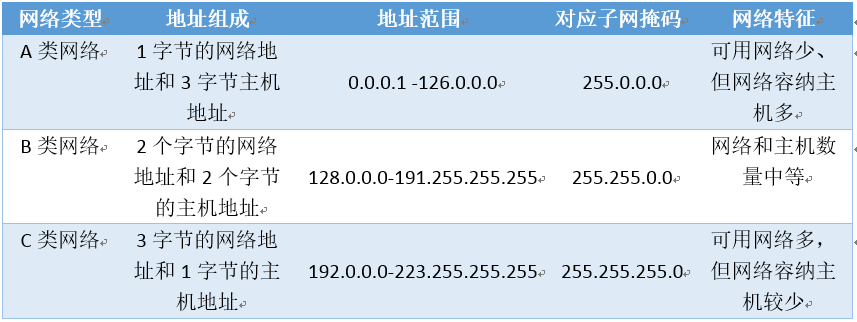 网络类型 地址组成 地址范围 对应子网掩码 网络特征
A 类网络 1 字节的网络地 可用网络少、
址和 3 字节主机 0.0.0.1 -126.0.0.0 255.0.0.0 但网络容纳主
地址 机多
B 类网络 2 个字节的网络 网络和主机数
地址和 2 个字节 128.0.0.0-191.255.255.255 255.255.0.0 量中等
的主机地址
C 类网络 3 字节的网络地 可用网络多，
址和 1 字节的主 192.0.0.0-223.255.255.255 255.255.255.0 但网络容纳主
机地址 机较少